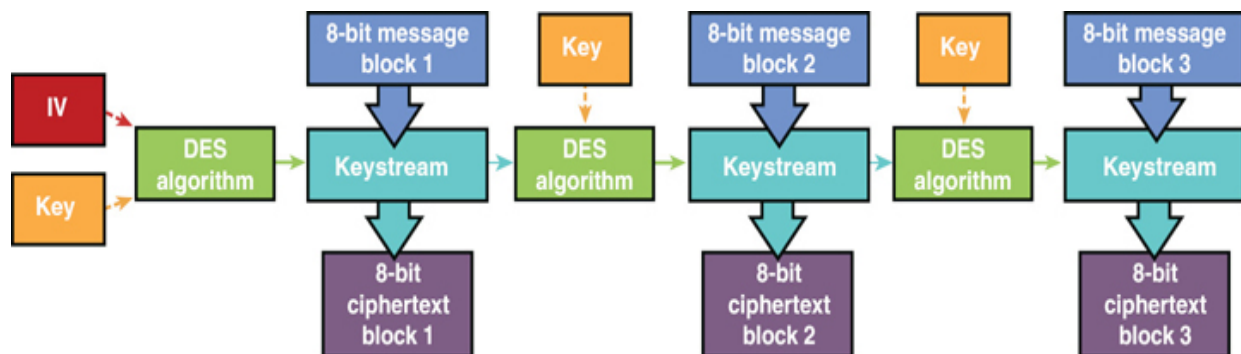 8-bit message
block 1
Key
8-bit message
block 2
Key
8-bit message
block 3
IV
DES
algorithm
Keystream
DES
algorithm
Keystream
DES
algorithm
Keystream
Key
8-bit
ciphertext
block 1
8-bit
ciphertext
block 2
8-bit
ciphertext
block 3